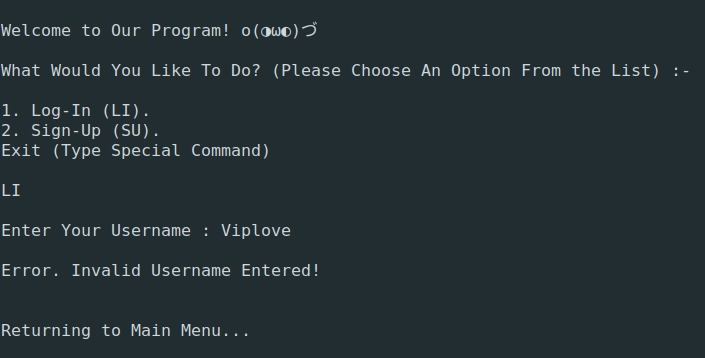 Welcome to Our Program! o(◑ω◐)づ
What Would You Like To Do? (Please Choose An Option From the List) :-
1. Log-In (LI).
2. Sign-Up (SU).
Exit (Type Special Command)
LI
Enter Your Username : Viplove
Error. Invalid Username Entered!
Returning to Main Menu...